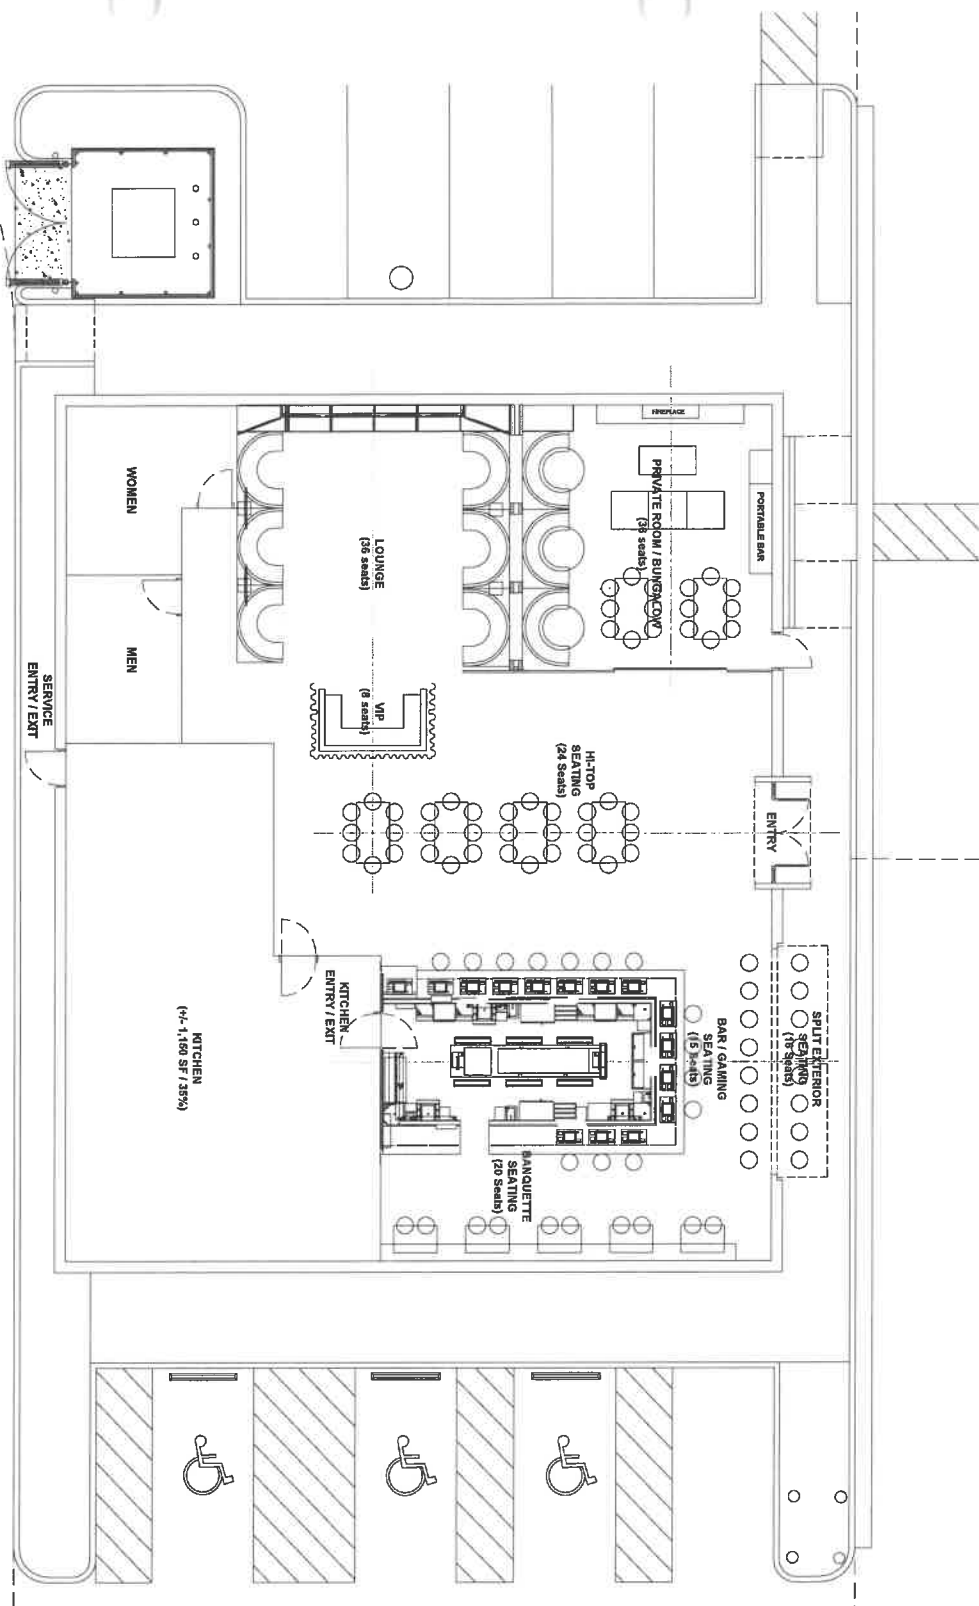 FIREPLACE
PRIVATE ROOM / BUNGALOW
(36 seats)
PORTABLE BAR
WOMEN
LOUNGE
(36 seats)
MEN
SERVICE
ENTRY / EXIT
VIP
(8 seats)
HI-TOP
SEATING
(24 Seats)
ENTRY
KITCHEN
ENTRY / EXIT
KITCHEN
(+/- 1,150 SF / 35%)
BAR / GAMING
SEATING
(15 Seats)
SPLIT EXTERIOR
SEATING
(16 Seats)
BANQUETTE
SEATING
(20 Seats)